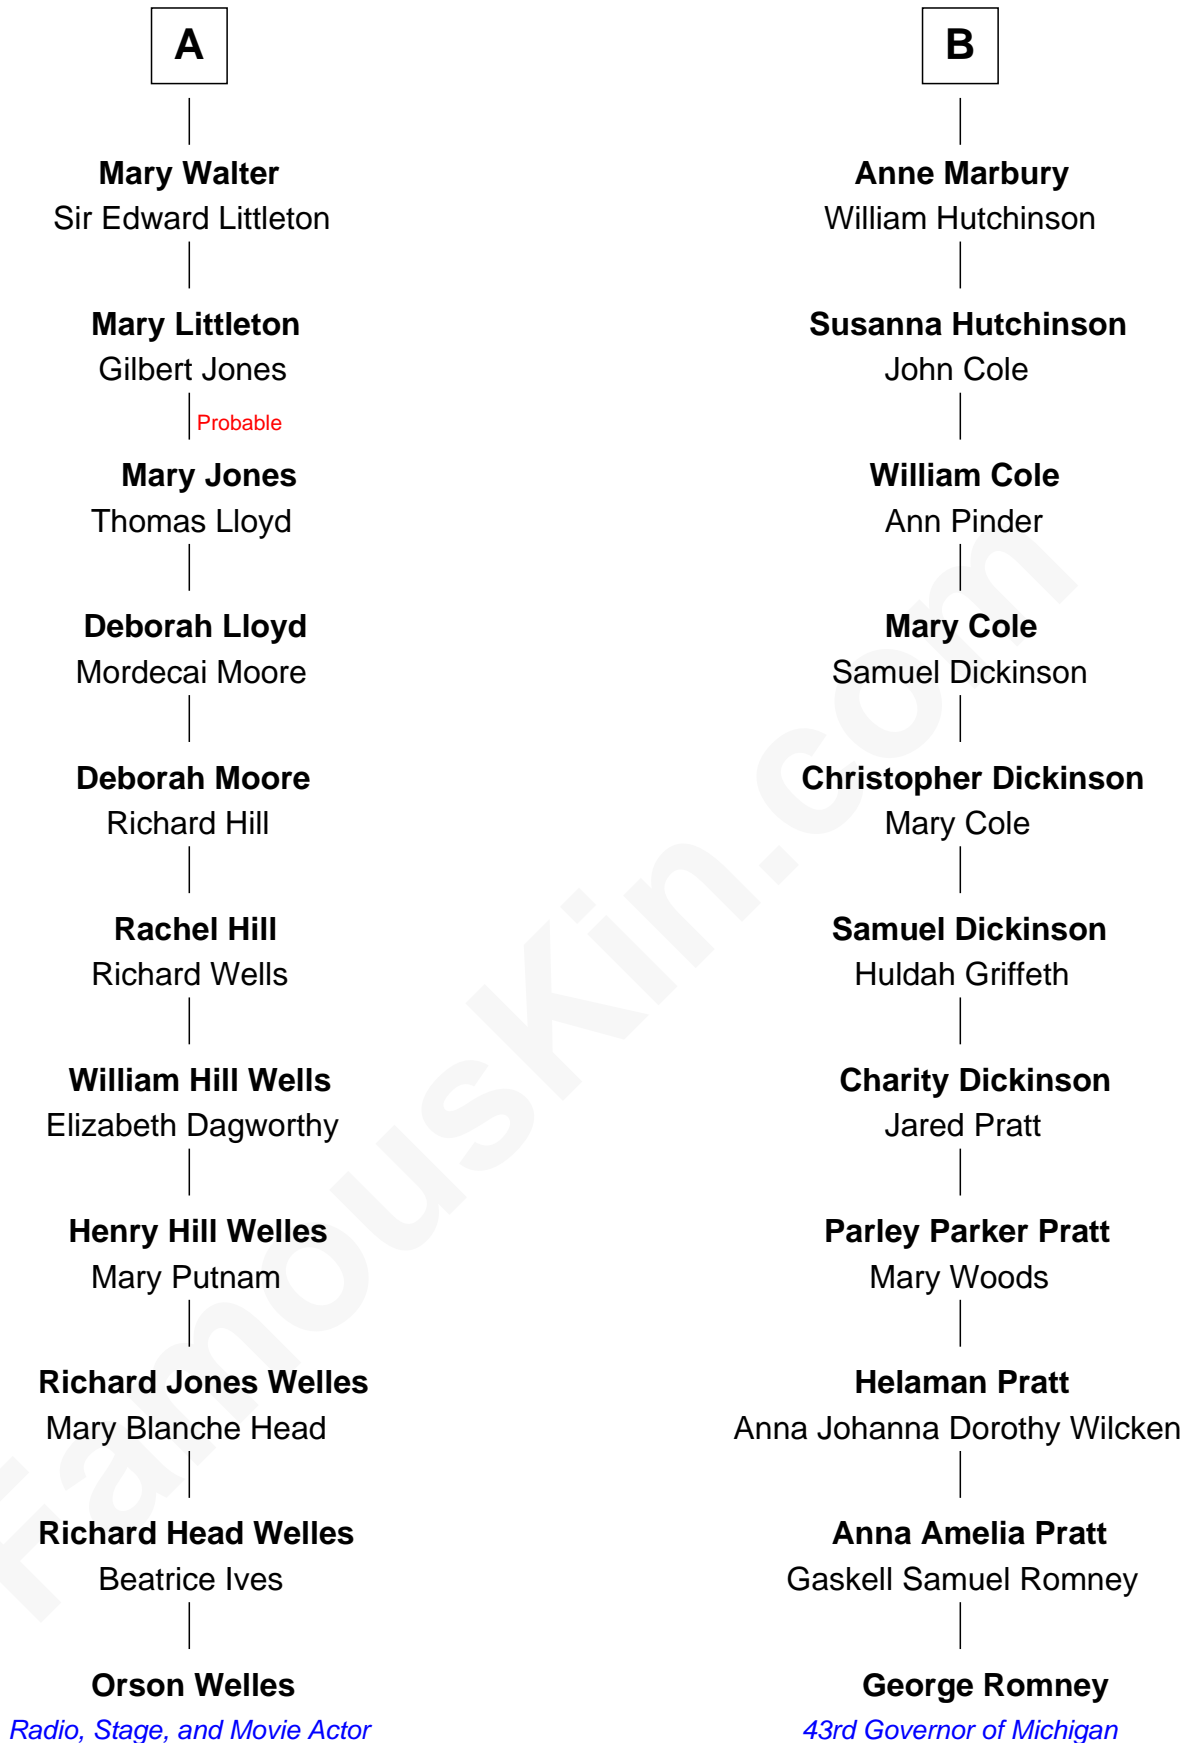 A
Mary Walter
Sir Edward Littleton
Mary Littleton
Gilbert Jones
Probable
Mary Jones
Thomas Lloyd
Deborah Lloyd
Mordecai Moore
Deborah Moore
Richard Hill
Rachel Hill
Richard Wells
William Hill Wells
Elizabeth Dagworthy
Henry Hill Welles
Mary Putnam
Richard Jones Welles
Mary Blanche Head
Richard Head Welles
Beatrice Ives
Orson Welles
Radio, Stage, and Movie Actor
B
Anne Marbury
William Hutchinson
Susanna Hutchinson
John Cole
William Cole
Ann Pinder
Mary Cole
Samuel Dickinson
Christopher Dickinson
Mary Cole
Samuel Dickinson
Huldah Griffeth
Charity Dickinson
Jared Pratt
Parley Parker Pratt
Mary Woods
Helaman Pratt
Anna Johanna Dorothy Wilcken
Anna Amelia Pratt
Gaskell Samuel Romney
George Romney
43rd Governor of Michigan
FamousKin.com